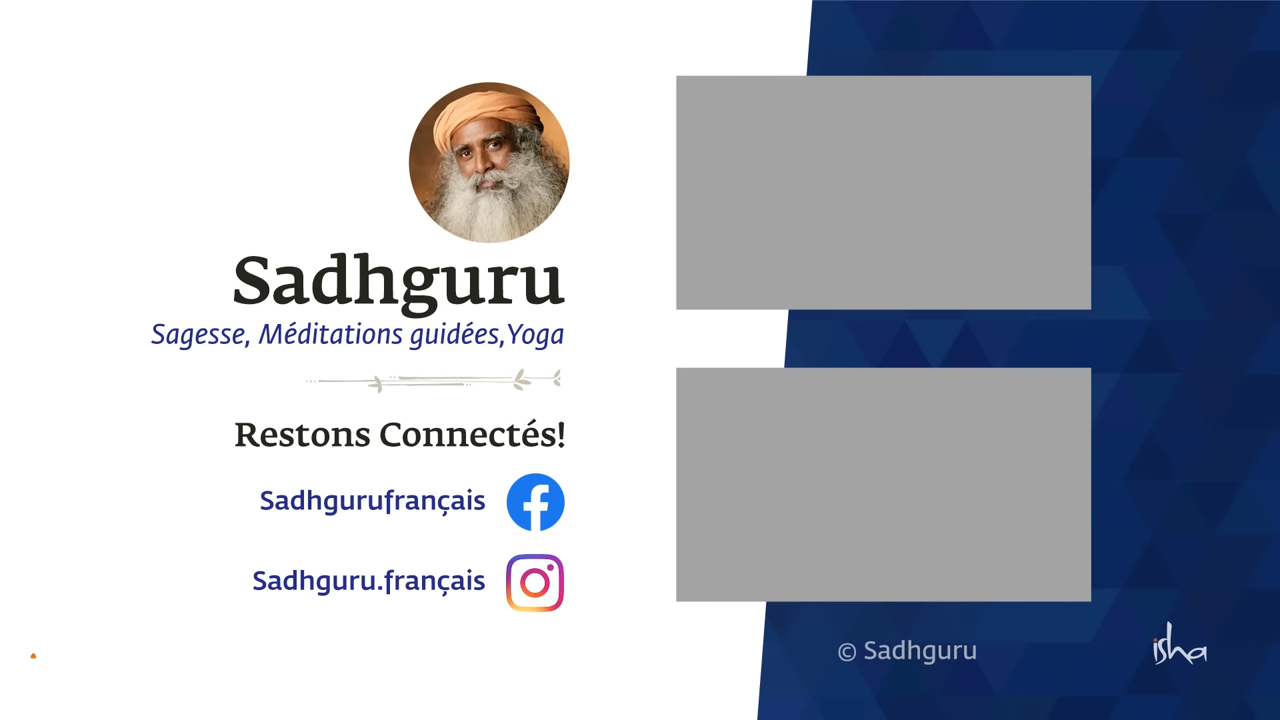 Sadhguru
Sagesse, Méditations guidées,Yoga
Restons Connectés!
Sadhgurufrançais
Sadhguru.français
© Sadhguru
isha